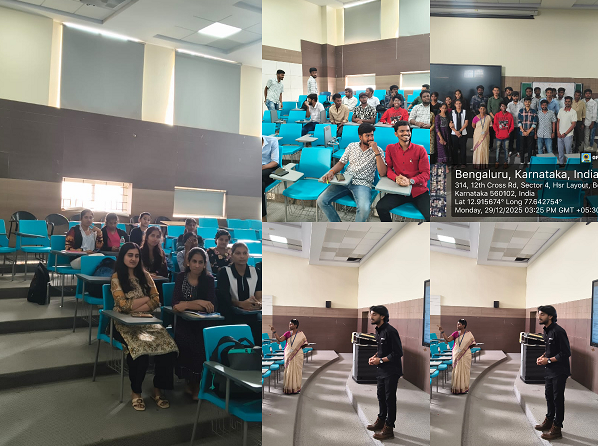 Bengaluru, Karnataka, India
314, 12th Cross Rd, Sector 4, Hsr Layout,
Karnataka 560102, India
Lat 12.915674° Long 77.642754°
Monday, 29/12/2025 03:25 PM GMT +05:30